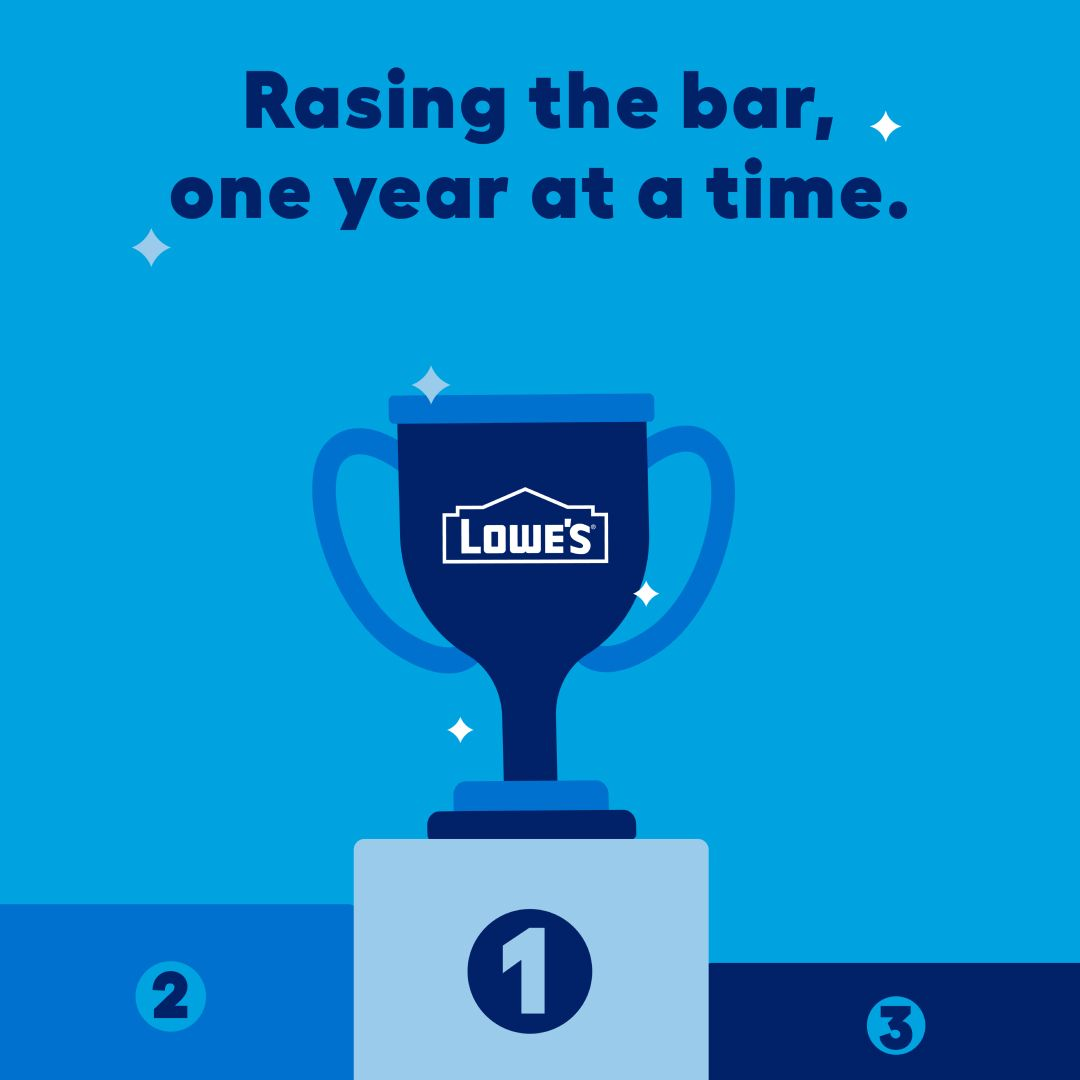 Rasing the bar,
one year at a time.
LOWE'S®
1
2
3